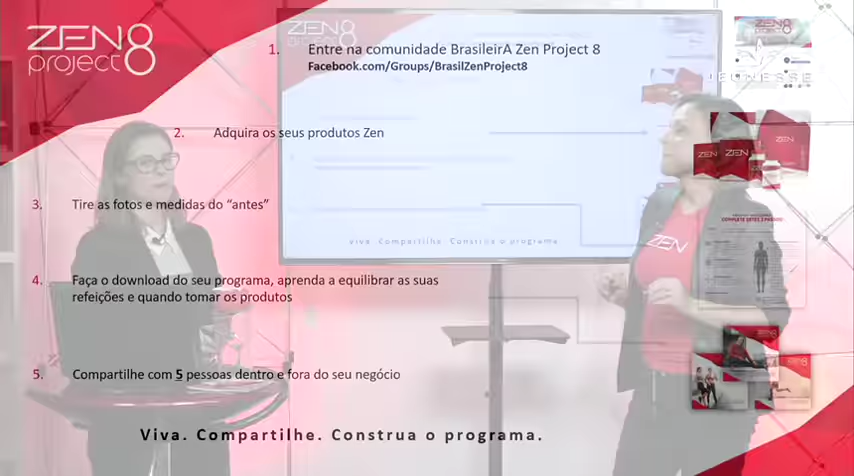 ZEN8
project
1. Entre na comunidade BrasileirA Zen Project 8
Facebook.com/Groups/BrasilZenProject8
JEUNESSE
2. Adquira os seus produtos Zen
ZEN
ZEN
ZEN
3. Tire as fotos e medidas do “antes”
Viva. Compartilhe. Construa o programa
ZEN
4. Faça o download do seu programa, aprenda a equilibrar as suas
refeições e quando tomar os produtos
5. Compartilhe com 5 pessoas dentro e fora do seu negócio
Viva. Compartilhe. Construa o programa.